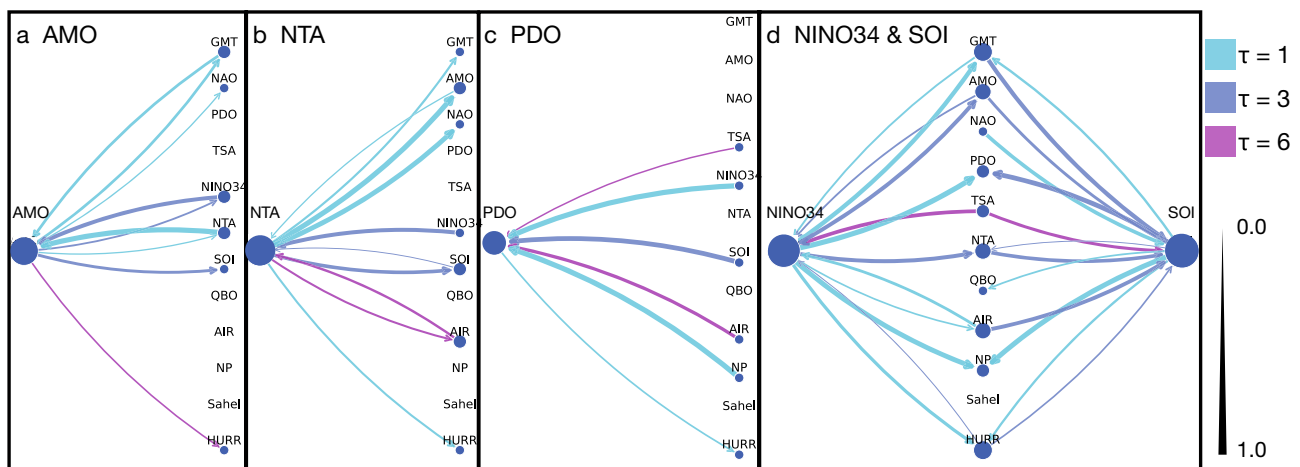 a AMO
GMT
NAO
PDO
TSA
NINO34
AMO
NTA
SOI
QBO
AIR
NP
Sahel
HURR
b NTA
GMT
AMO
NAO
PDO
TSA
NINO34
NTA
SOI
QBO
AIR
NP
Sahel
HURR
c PDO
GMT
AMO
NAO
TSA
NINO34
PDO
NTA
SOI
QBO
AIR
NP
Sahel
HURR
d NINO34 & SOI
GMT
AMO
NAO
PDO
TSA
NINO34
SOI
NTA
QBO
AIR
NP
Sahel
HURR
τ = 1
τ = 3
τ = 6
0.0
1.0